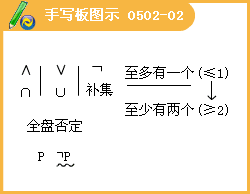 手写板图示 0502-02
∧ ∨ ¬ 至多有一个(≤1)
∩ ∪ 补集
至少有两个(≥2)
全盘否定
P ¬P